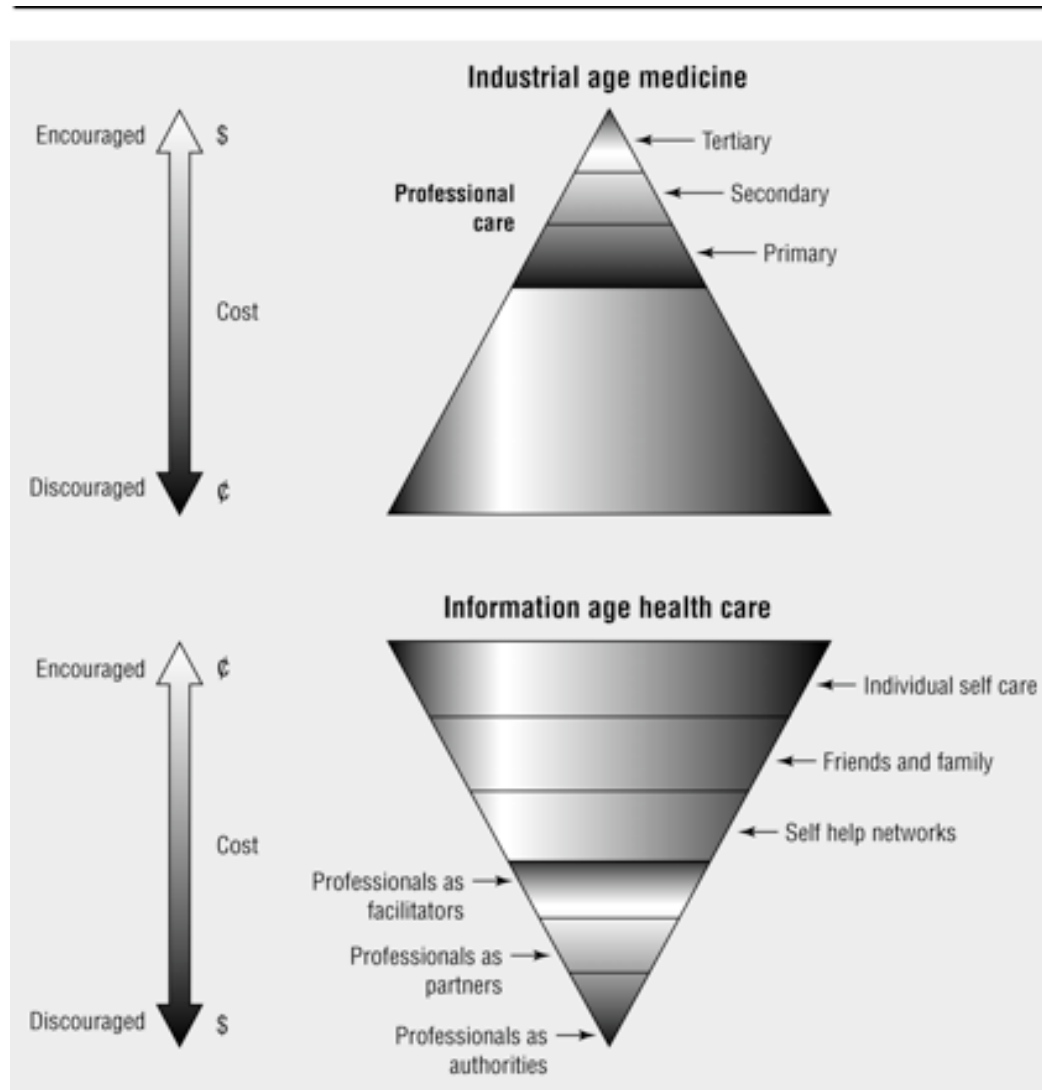 Industrial age medicine
Encouraged
$
Tertiary
Professional
care
Secondary
Primary
Cost
Discouraged
¢
Information age health care
Encouraged
¢
Individual self care
Friends and family
Self help networks
Cost
Professionals as
facilitators
Professionals as
partners
Discouraged
$
Professionals as
authorities